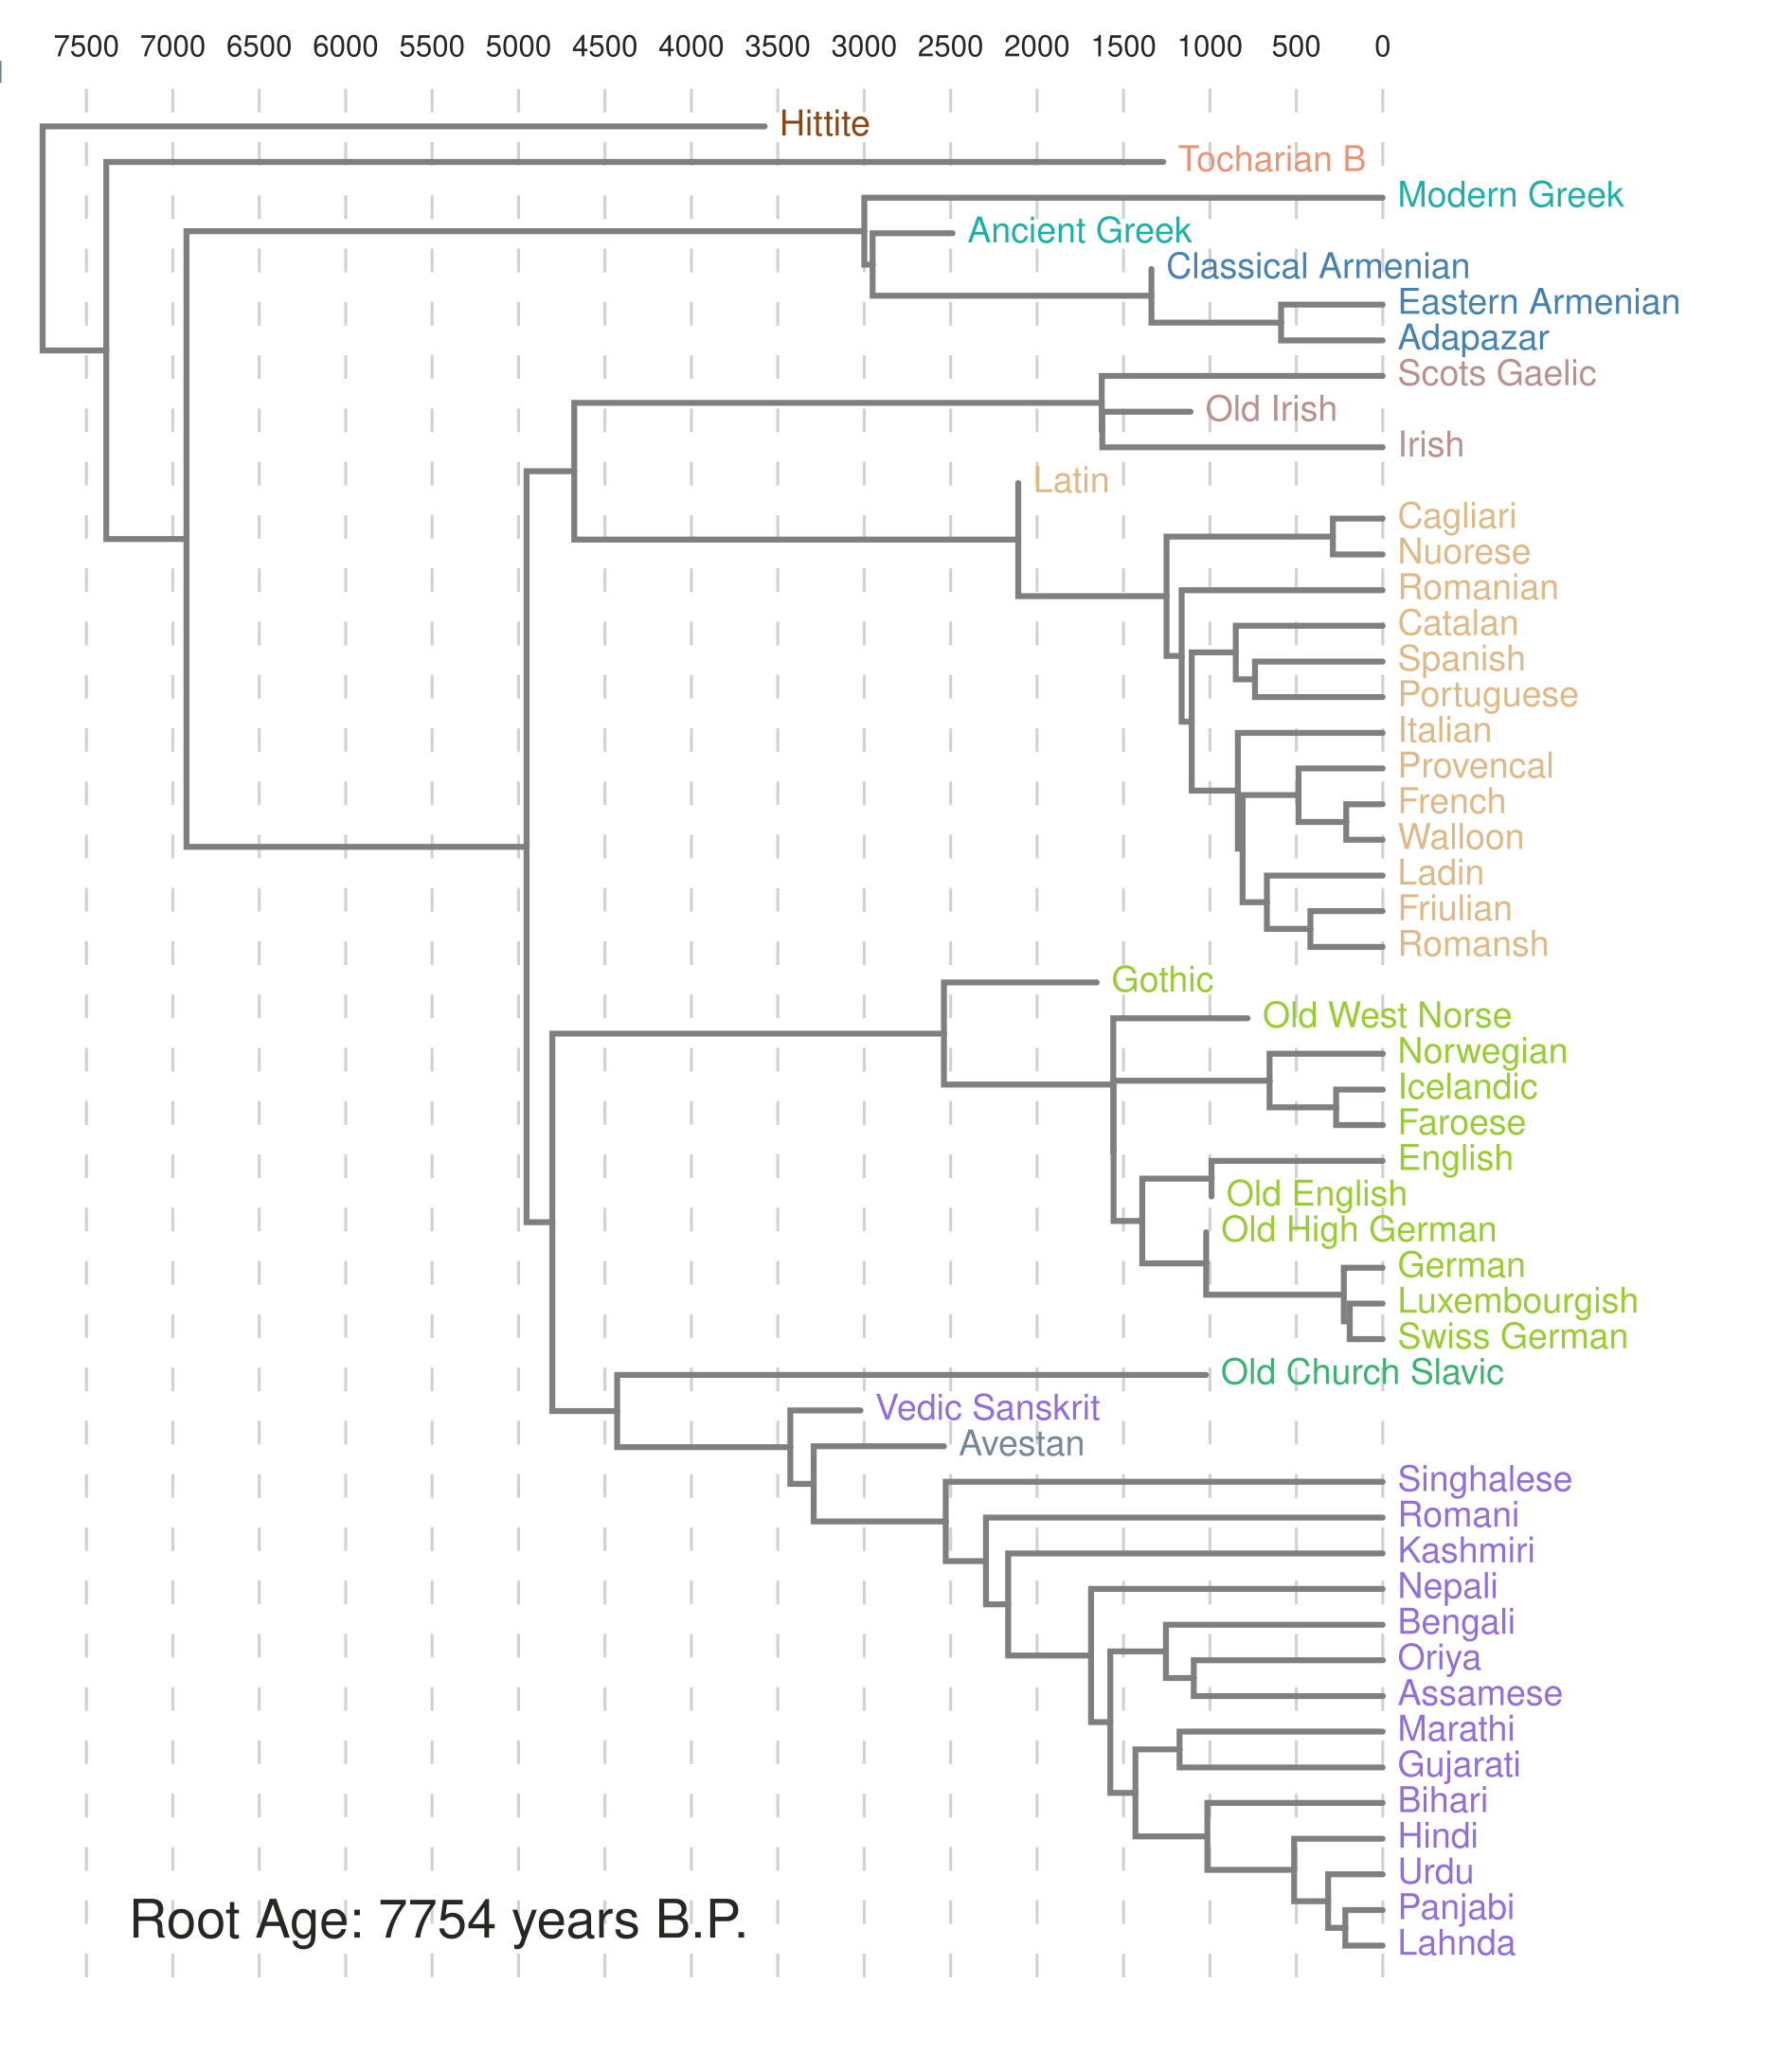 7500 7000 6500 6000 5500 5000 4500 4000 3500 3000 2500 2000 1500 1000 500 0
Hittite
Tocharian B
Modern Greek
Ancient Greek
Classical Armenian
Eastern Armenian
Adapazar
Scots Gaelic
Old Irish
Irish
Latin
Cagliari
Nuorese
Romanian
Catalan
Spanish
Portuguese
Italian
Provencal
French
Walloon
Ladin
Friulian
Romansh
Gothic
Old West Norse
Norwegian
Icelandic
Faroese
English
Old English
Old High German
German
Luxembourgish
Swiss German
Old Church Slavic
Vedic Sanskrit
Avestan
Singhalese
Romani
Kashmiri
Nepali
Bengali
Oriya
Assamese
Marathi
Gujarati
Bihari
Hindi
Urdu
Panjabi
Lahnda
Root Age: 7754 years B.P.